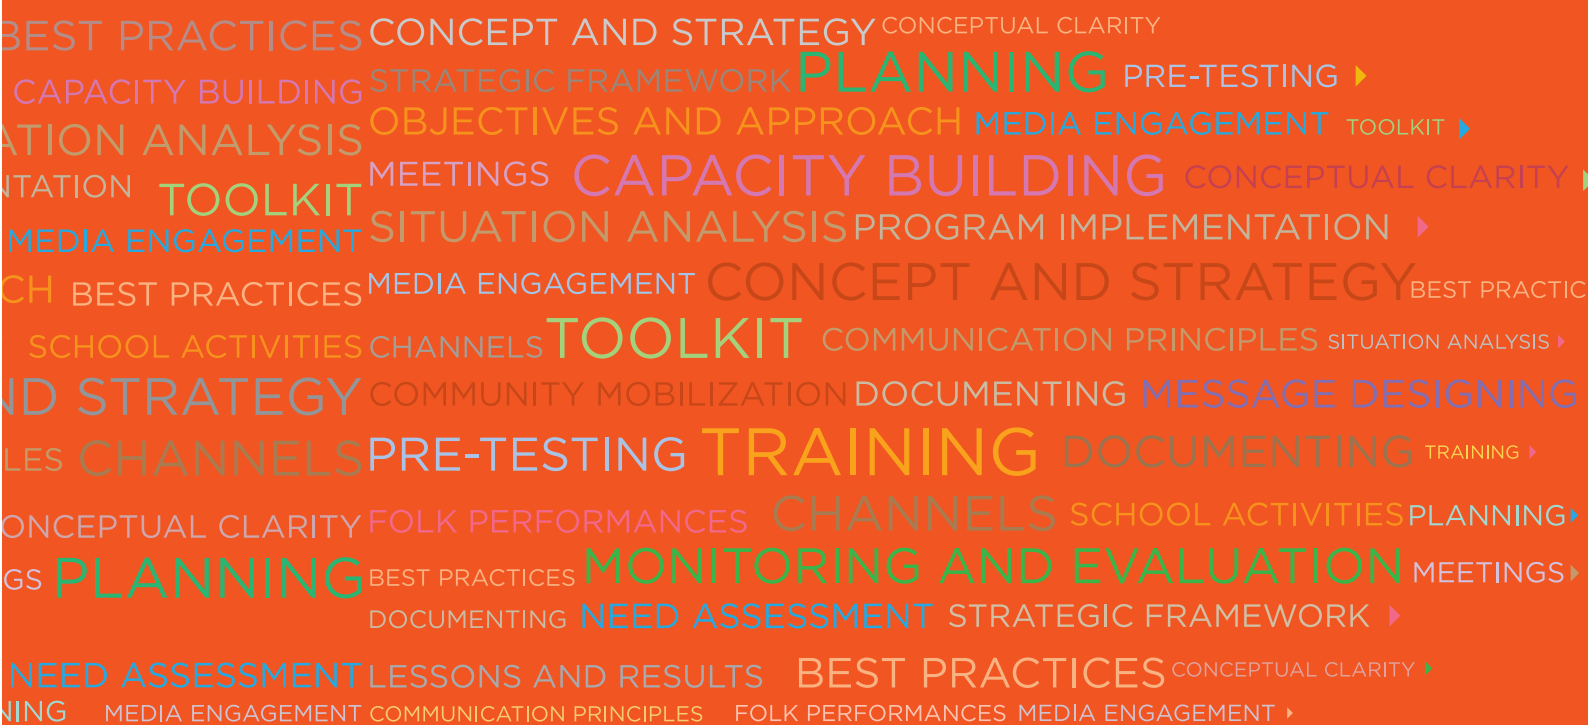 BEST PRACTICES CONCEPT AND STRATEGY CONCEPTUAL CLARITY
CAPACITY BUILDING STRATEGIC FRAMEWORK PLANNING PRE-TESTING
ATION ANALYSIS OBJECTIVES AND APPROACH MEDIA ENGAGEMENT TOOLKIT
NTATION TOOLKIT MEETINGS CAPACITY BUILDING CONCEPTUAL CLARITY
MEDIA ENGAGEMENT SITUATION ANALYSIS PROGRAM IMPLEMENTATION
CH BEST PRACTICES MEDIA ENGAGEMENT CONCEPT AND STRATEGY BEST PRACTIC
SCHOOL ACTIVITIES CHANNELS TOOLKIT COMMUNICATION PRINCIPLES SITUATION ANALYSIS
ND STRATEGY COMMUNITY MOBILIZATION DOCUMENTING MESSAGE DESIGNING
LES CHANNELS PRE-TESTING TRAINING DOCUMENTING TRAINING
ONCEPTUAL CLARITY FOLK PERFORMANCES CHANNELS SCHOOL ACTIVITIES PLANNING
GS PLANNING BEST PRACTICES MONITORING AND EVALUATION MEETINGS
DOCUMENTING NEED ASSESSMENT STRATEGIC FRAMEWORK
NEED ASSESSMENT LESSONS AND RESULTS BEST PRACTICES CONCEPTUAL CLARITY
NING MEDIA ENGAGEMENT COMMUNICATION PRINCIPLES FOLK PERFORMANCES MEDIA ENGAGEMENT